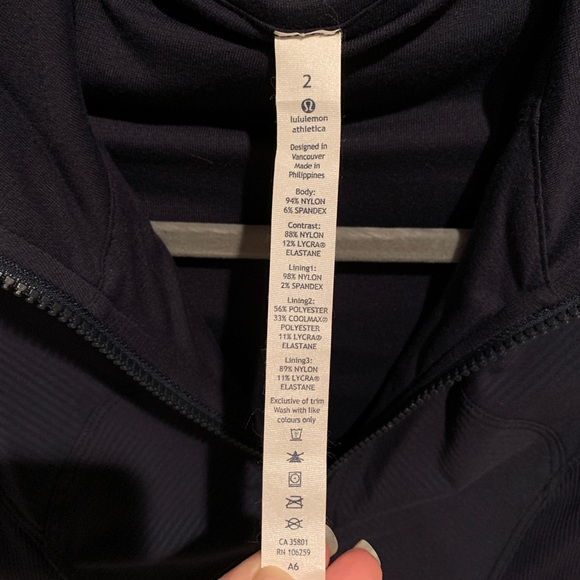 2
lululemon
athletica
Designed in
Vancouver
Made in
Philippines
Body:
94% NYLON
6% SPANDEX
Contrast:
88% NYLON
12% LYCRA®
ELASTANE
Lining1:
98% NYLON
2% SPANDEX
Lining2:
56% POLYESTER
33% COOLMAX®
POLYESTER
11% LYCRA®
ELASTANE
Lining3:
89% NYLON
11% LYCRA®
ELASTANE
Exclusive of trim
Wash with like
colours only
CA 35801
RN 106259
A6